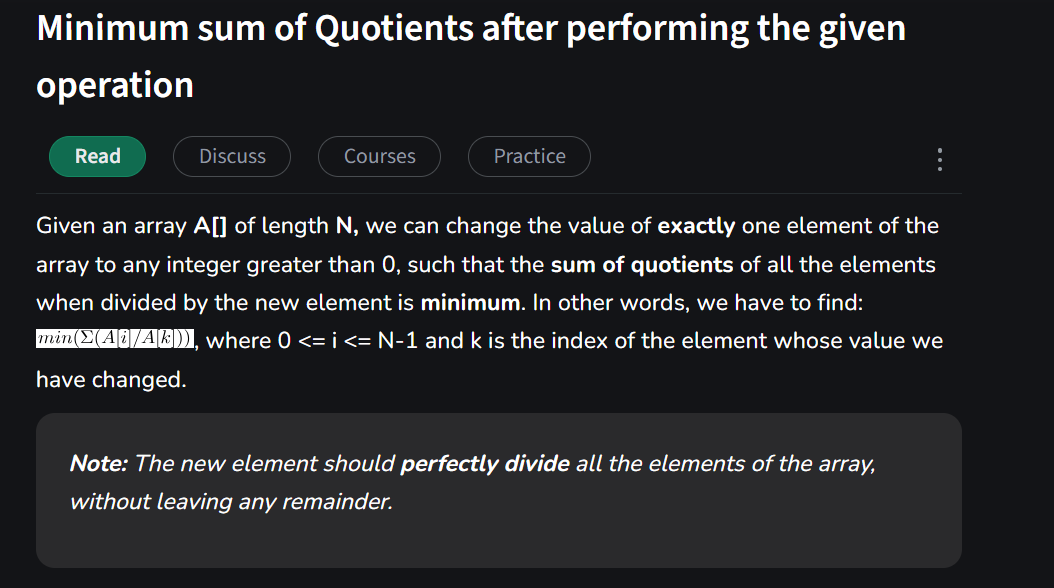 Minimum sum of Quotients after performing the given
operation
Read Discuss Courses Practice
Given an array A[] of length N, we can change the value of exactly one element of the
array to any integer greater than 0, such that the sum of quotients of all the elements
when divided by the new element is minimum. In other words, we have to find:
min(Σ(A[i]/A[k])), where 0 <= i <= N-1 and k is the index of the element whose value we
have changed.
Note: The new element should perfectly divide all the elements of the array,
without leaving any remainder.